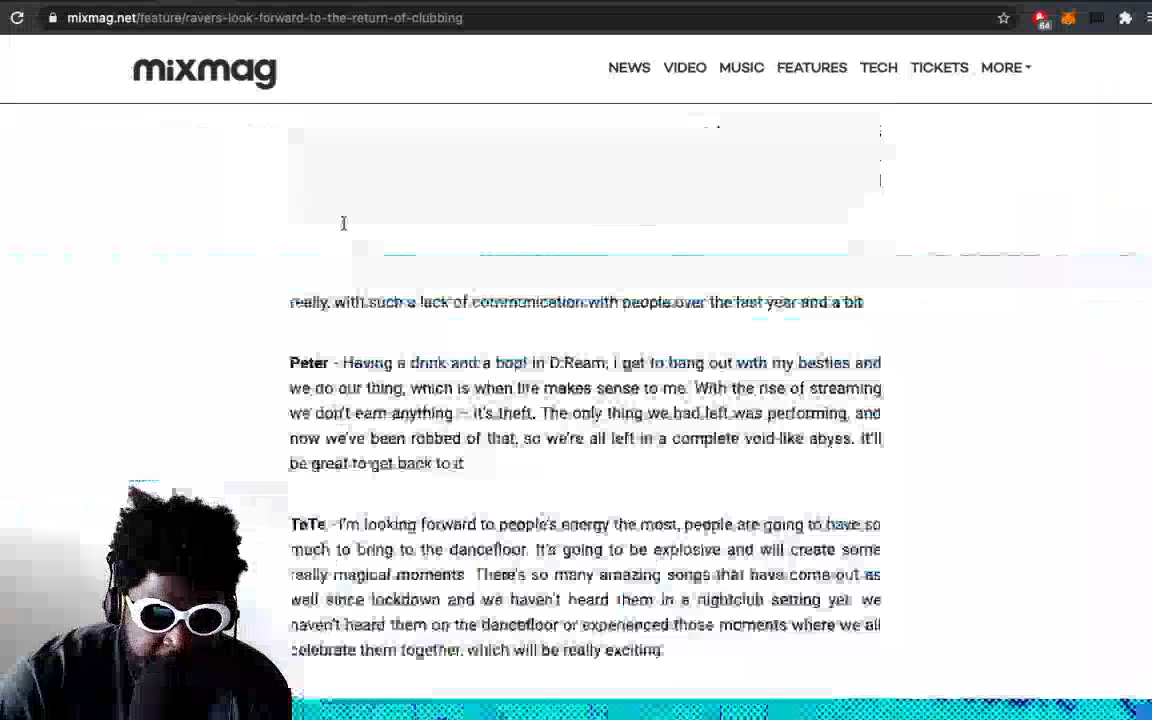 mixmag.net/feature/ravers-look-forward-to-the-return-of-clubbing
64
mixmag
NEWS VIDEO MUSIC FEATURES TECH TICKETS MORE
really, with such a lack of communication with people over the last year and a bit
Peter - Having a drink and a bop! in D:Ream, i get to hang out with my besties and
we do our thing, which is when life makes sense to me. With the rise of streaming
we don't earn anything – it's theft. The only thing we had left was performing, and
now we've been robbed of that, so we're all left in a complete void-like abyss. It'll
be great to get back to it
TeTe - I'm looking forward to people's energy the most, people are going to have so
much to bring to the dancefloor. It's going to be explosive and will create some
really magical moments There's so many amazing songs that have come out as
well since lockdown and we haven't heard them in a nightclub setting yet we
haven't heard them on the dancefloor or experienced those moments where we all
celebrate them together, which will be really exciting